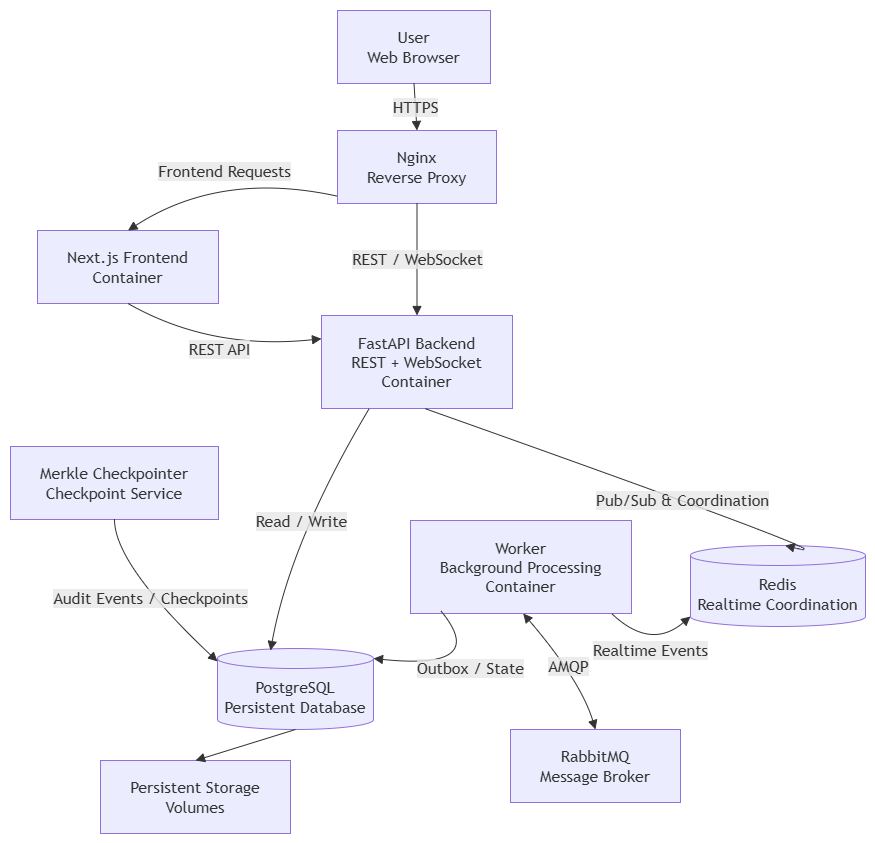 User
Web Browser
HTTPS
Nginx
Reverse Proxy
Frontend Requests
Next.js Frontend
Container
REST / WebSocket
REST API
FastAPI Backend
REST + WebSocket
Container
Merkle Checkpointer
Checkpoint Service
Pub/Sub & Coordination
Read / Write
Worker
Background Processing
Container
Redis
Realtime Coordination
Audit Events / Checkpoints
Realtime Events
Outbox / State
AMQP
PostgreSQL
Persistent Database
RabbitMQ
Message Broker
Persistent Storage
Volumes